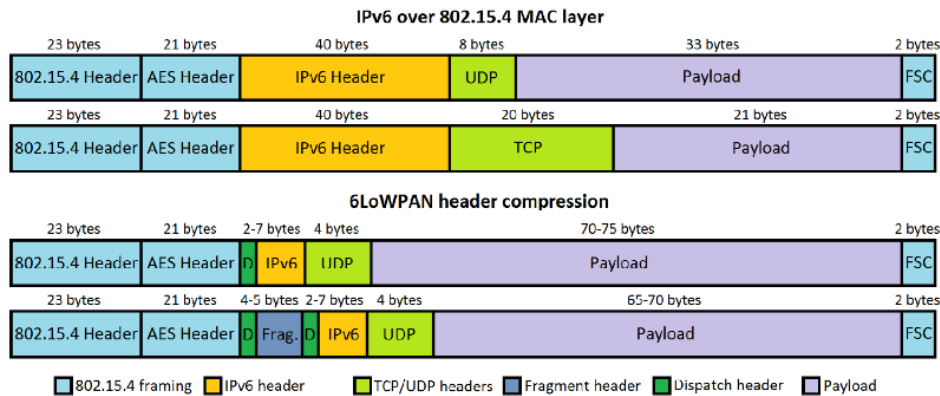 IPv6 over 802.15.4 MAC layer
23 bytes 21 bytes 40 bytes 8 bytes 33 bytes 2 bytes
802.15.4 Header AES Header IPv6 Header UDP Payload FSC
23 bytes 21 bytes 40 bytes 20 bytes 21 bytes 2 bytes
802.15.4 Header AES Header IPv6 Header TCP Payload FSC
6LoWPAN header compression
23 bytes 21 bytes 2-7 bytes 4 bytes 70-75 bytes 2 bytes
802.15.4 Header AES Header D IPv6 UDP Payload FSC
23 bytes 21 bytes 4-5 bytes 2-7 bytes 4 bytes 65-70 bytes 2 bytes
802.15.4 Header AES Header D Frag. D IPv6 UDP Payload FSC
802.15.4 framing IPv6 header TCP/UDP headers Fragment header Dispatch header Payload